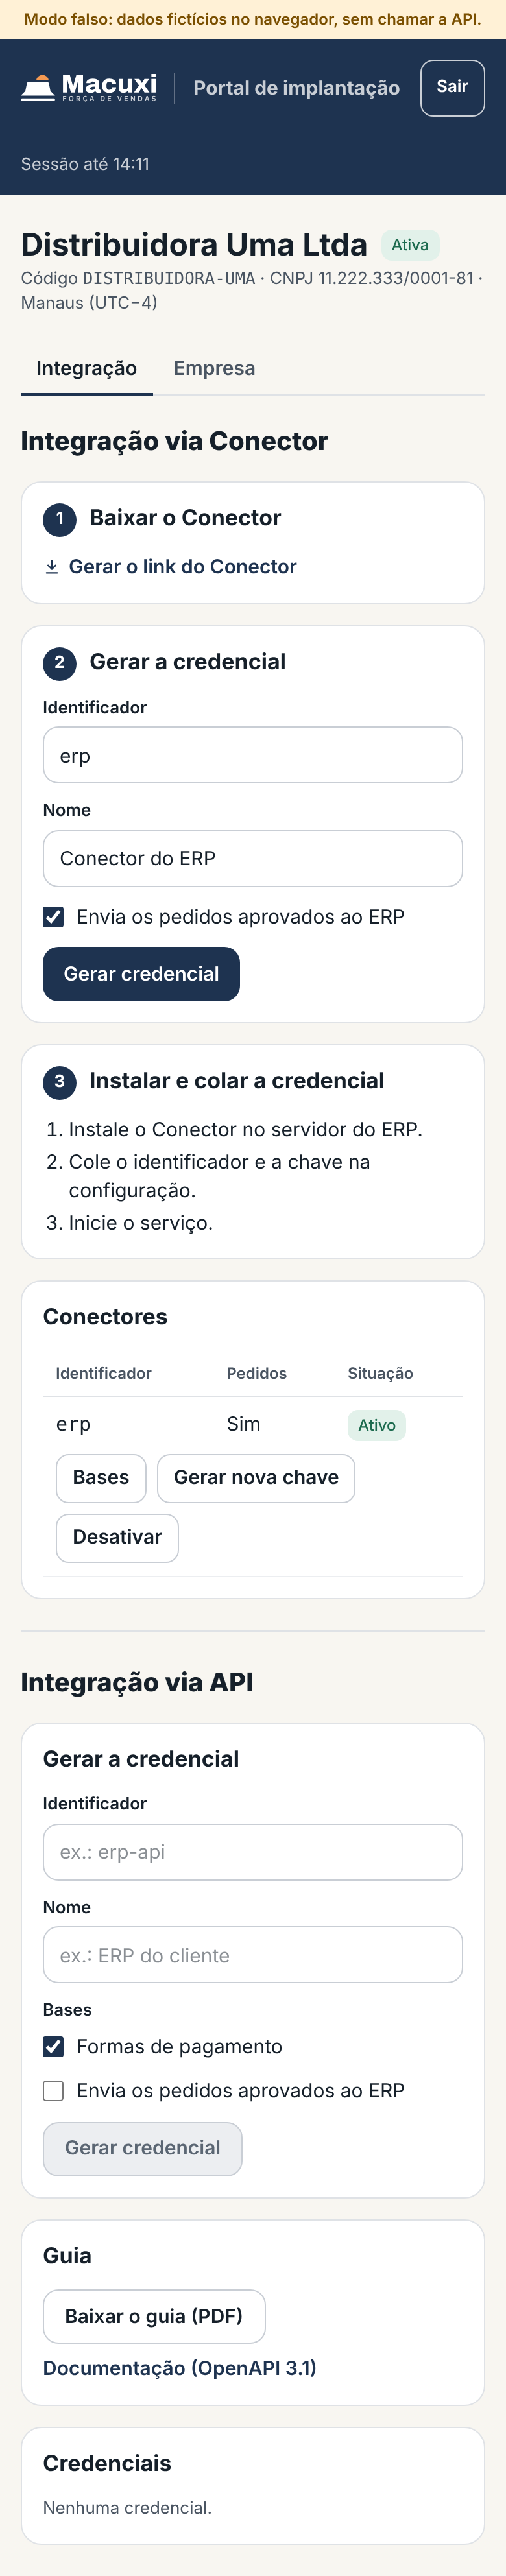 Modo falso: dados fictícios no navegador, sem chamar a API.
Macuxi
FORÇA DE VENDAS
Portal de implantação
Sair
Sessão até 14:11
Distribuidora Uma Ltda
Ativa
Código DISTRIBUIDORA-UMA · CNPJ 11.222.333/0001-81 ·
Manaus (UTC−4)
Integração
Empresa
Integração via Conector
1 Baixar o Conector
Gerar o link do Conector
2 Gerar a credencial
Identificador
erp
Nome
Conector do ERP
Envia os pedidos aprovados ao ERP
Gerar credencial
3 Instalar e colar a credencial
1. Instale o Conector no servidor do ERP.
2. Cole o identificador e a chave na
configuração.
3. Inicie o serviço.
Conectores
Identificador Pedidos Situação
erp Sim Ativo
Bases Gerar nova chave
Desativar
Integração via API
Gerar a credencial
Identificador
ex.: erp-api
Nome
ex.: ERP do cliente
Bases
Formas de pagamento
Envia os pedidos aprovados ao ERP
Gerar credencial
Guia
Baixar o guia (PDF)
Documentação (OpenAPI 3.1)
Credenciais
Nenhuma credencial.